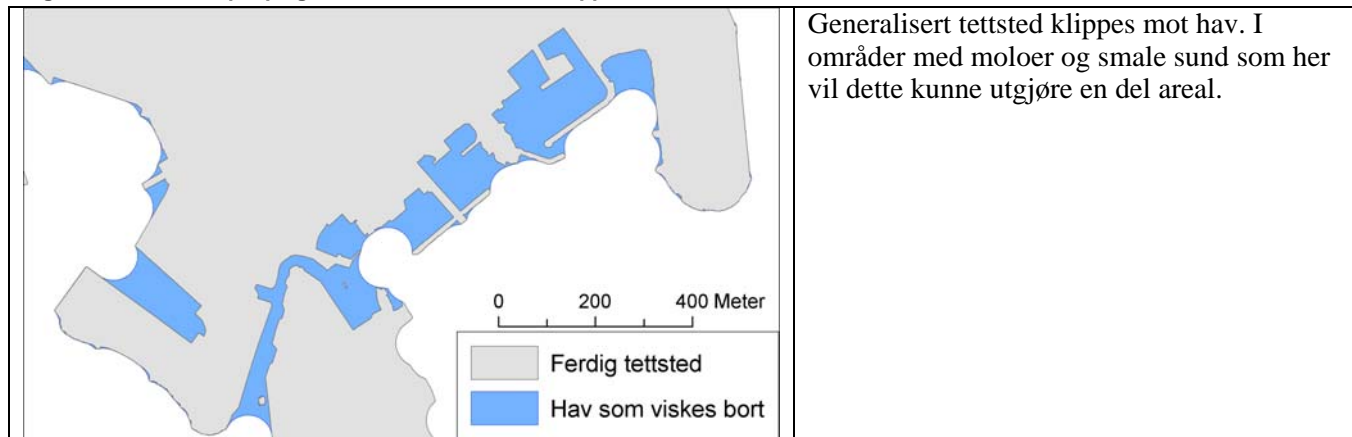 Generalisert tettsted klippes mot hav. I
områder med moloer og smale sund som her
vil dette kunne utgjøre en del areal.
0 200 400 Meter
Ferdig tettsted
Hav som viskes bort